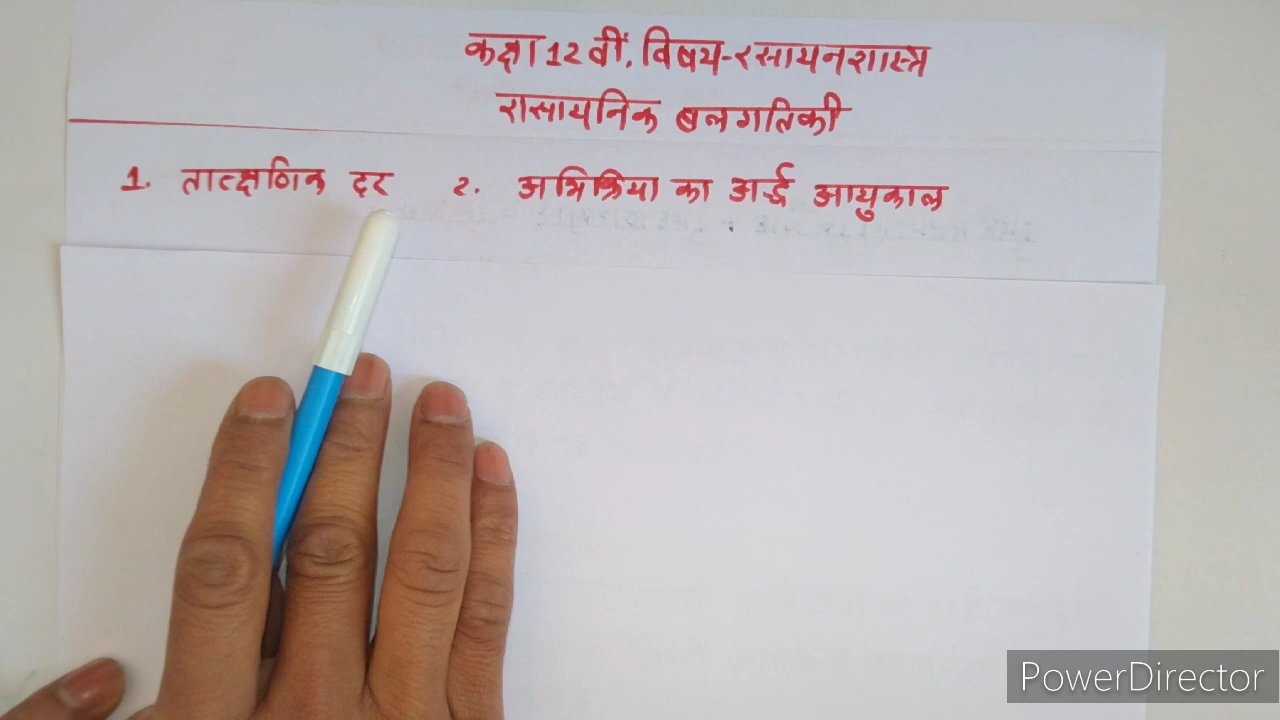 कक्षा 12 वीं. विषय-रसायनशास्त्र
रासायनिक बलगतिकी
1. तात्क्षणिक दर 2. अभिक्रिया का अर्द्ध आयुकाल
PowerDirector